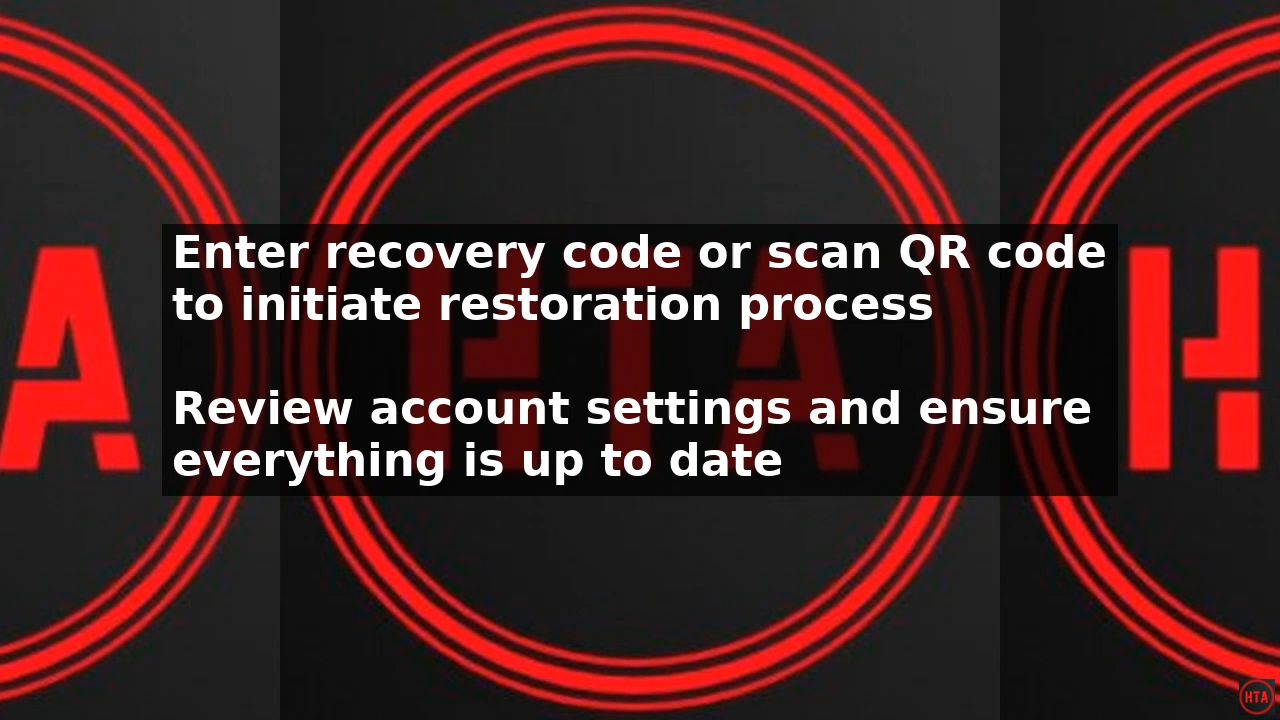 Enter recovery code or scan QR code
to initiate restoration process
Review account settings and ensure
everything is up to date
A
HTA
H
HTA